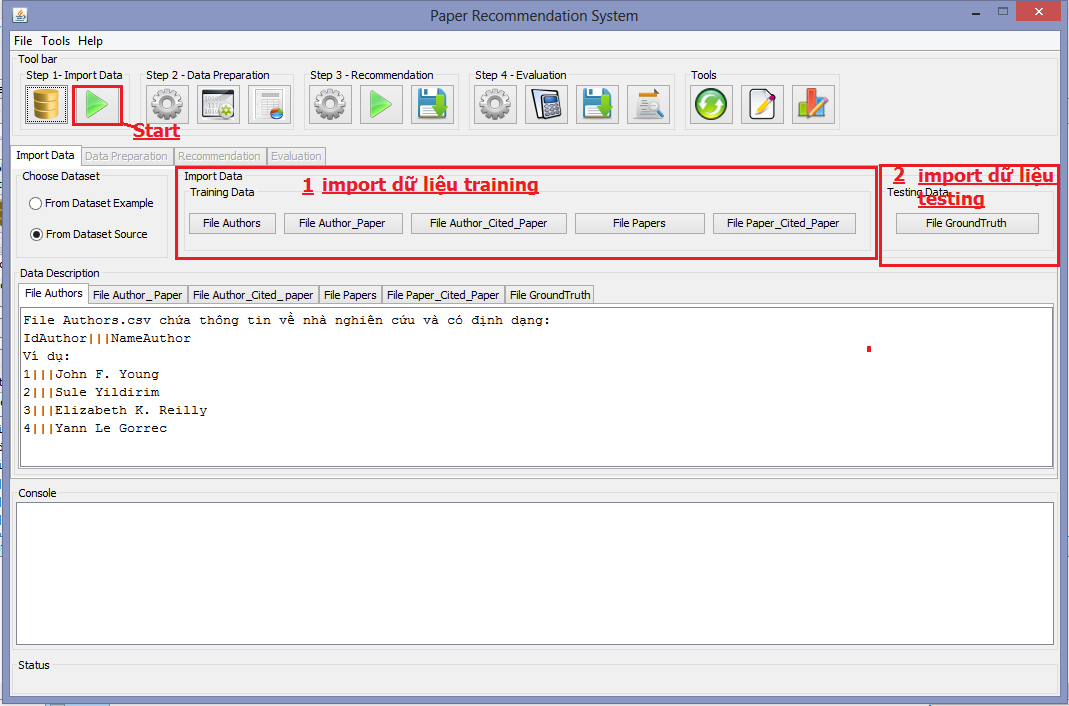 Paper Recommendation System
File Tools Help
Tool bar
Step 1- Import Data
Step 2 - Data Preparation
Step 3 - Recommendation
Step 4 - Evaluation
Tools
Start
Import Data
Data Preparation
Recommendation
Evaluation
Choose Dataset
From Dataset Example
From Dataset Source
Import Data
Training Data
1 import dữ liệu training
File Authors
File Author_Paper
File Author_Cited_Paper
File Papers
File Paper_Cited_Paper
2 import dữ liệu
testing
Testing Data
File GroundTruth
Data Description
File Authors
File Author_ Paper
File Author_Cited_ paper
File Papers
File Paper_Cited_Paper
File GroundTruth
File Authors.csv chứa thông tin về nhà nghiên cứu và có định dạng:
IdAuthor|||NameAuthor
Ví dụ:
1|||John F. Young
2|||Sule Yildirim
3|||Elizabeth K. Reilly
4|||Yann Le Gorrec
Console
Status